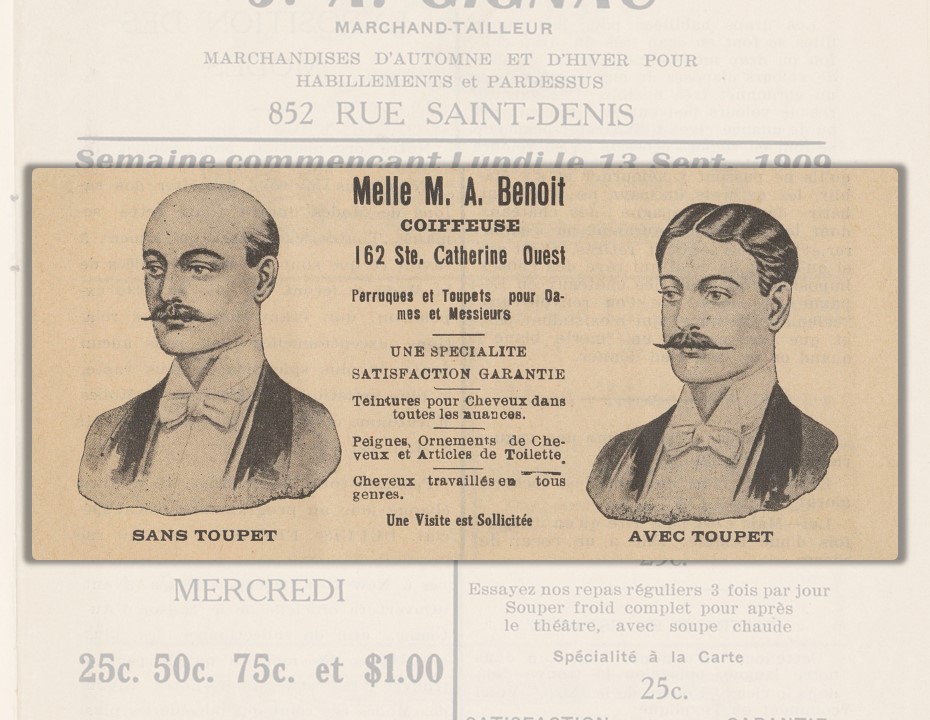 J. A. GIGNAC
MARCHAND-TAILLEUR
MARCHANDISES D'AUTOMNE ET D'HIVER POUR
HABILLEMENTS et PARDESSUS
852 RUE SAINT-DENIS
Semaine commençant Lundi le 13 Sept. 1909
Melle M. A. Benoit
COIFFEUSE
162 Ste. Catherine Ouest
Perruques et Toupets pour Da-
mes et Messieurs
UNE SPECIALITE
SATISFACTION GARANTIE
Teintures pour Cheveux dans
toutes les nuances.
Peignes, Ornements de Che-
veux et Articles de Toilette.
Cheveux travaillés en tous
genres.
Une Visite est Sollicitée
SANS TOUPET
AVEC TOUPET
MERCREDI
25c. 50c. 75c. et $1.00
25c.
Essayez nos repas réguliers 3 fois par jour
Souper froid complet pour après
le théâtre, avec soupe chaude
Spécialité à la Carte
25c.
SATISFACTION GARANTIE